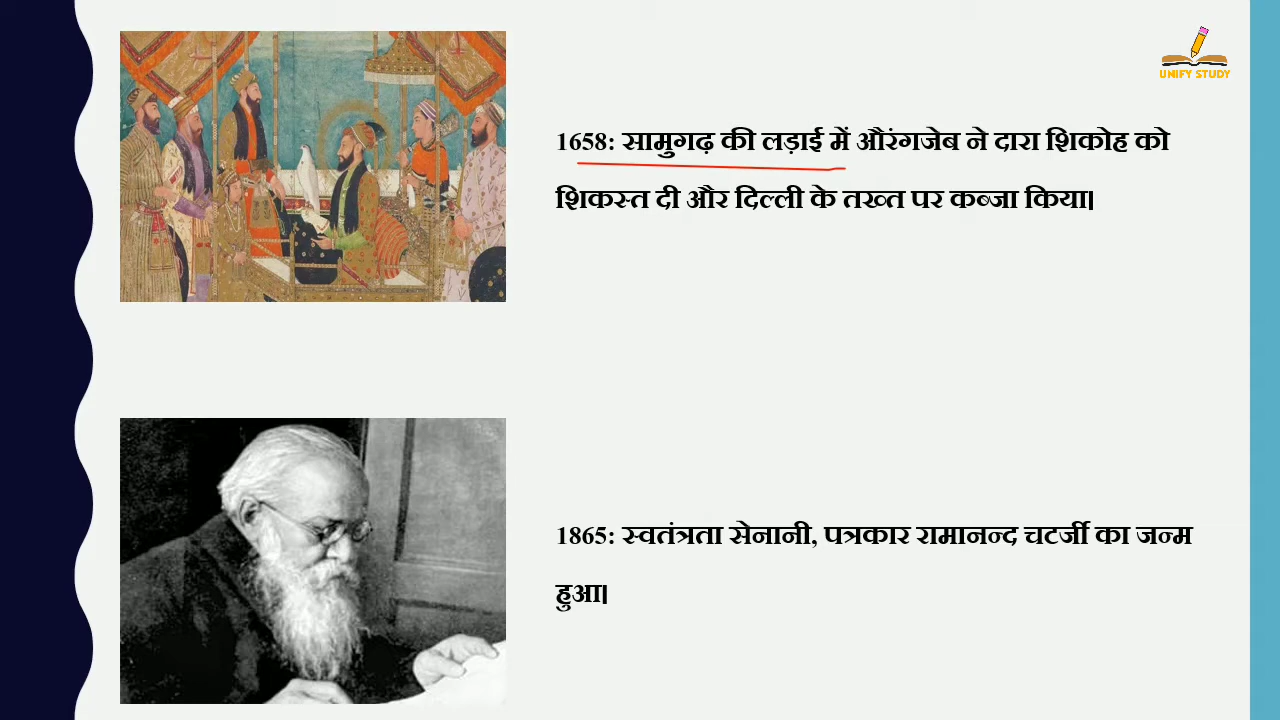 UNIFY STUDY
1658: सामुगढ़ की लड़ाई में औरंगजेब ने दारा शिकोह को
शिकस्त दी और दिल्ली के तख्त पर कब्जा किया।
1865: स्वतंत्रता सेनानी, पत्रकार रामानन्द चटर्जी का जन्म
हुआ।